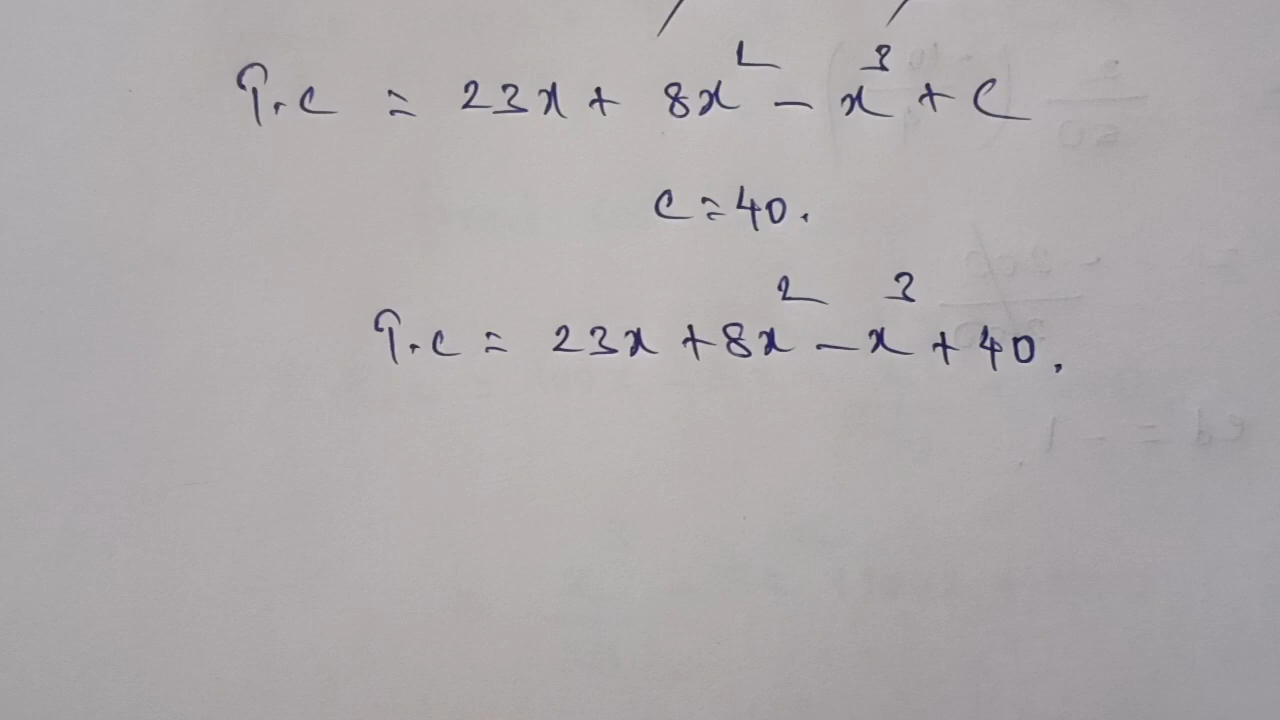 T.C = 23x + 8x² - x³ + C
C = 40.
T.C = 23x + 8x² - x³ + 40.